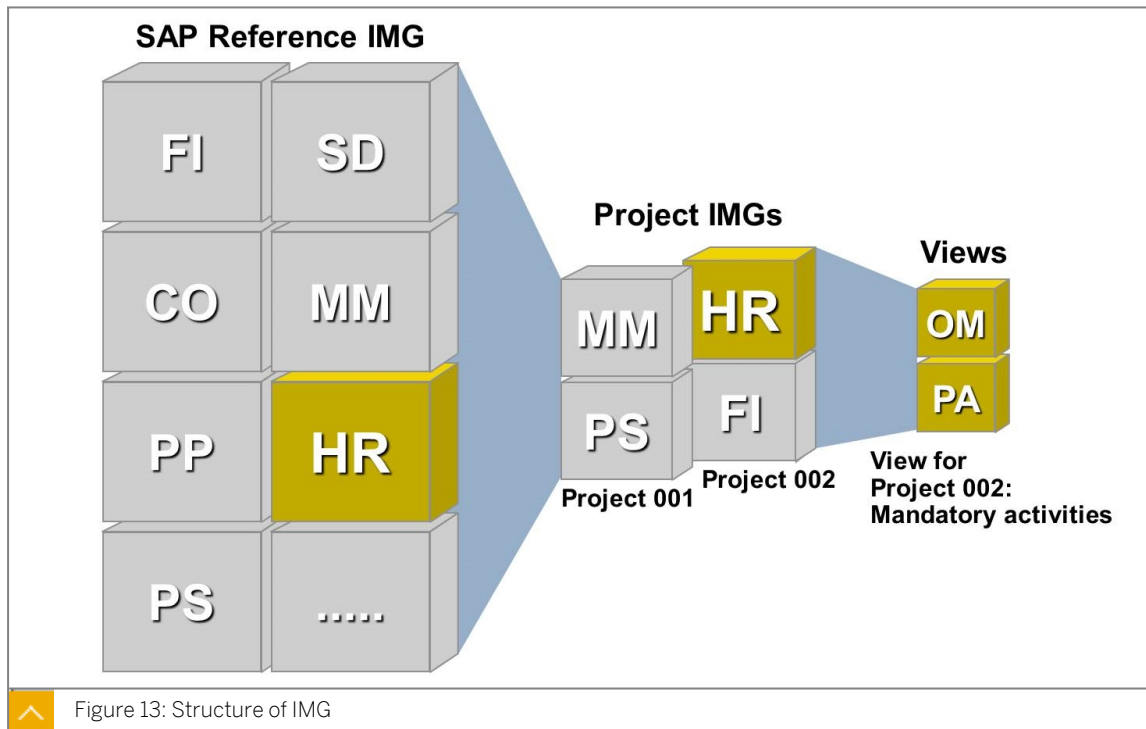 SAP Reference IMG
FI SD
CO MM
PP HR
PS .....
Project IMGs
MM HR
PS FI
Project 001 Project 002
Views
OM
PA
View for
Project 002:
Mandatory activities
Figure 13: Structure of IMG